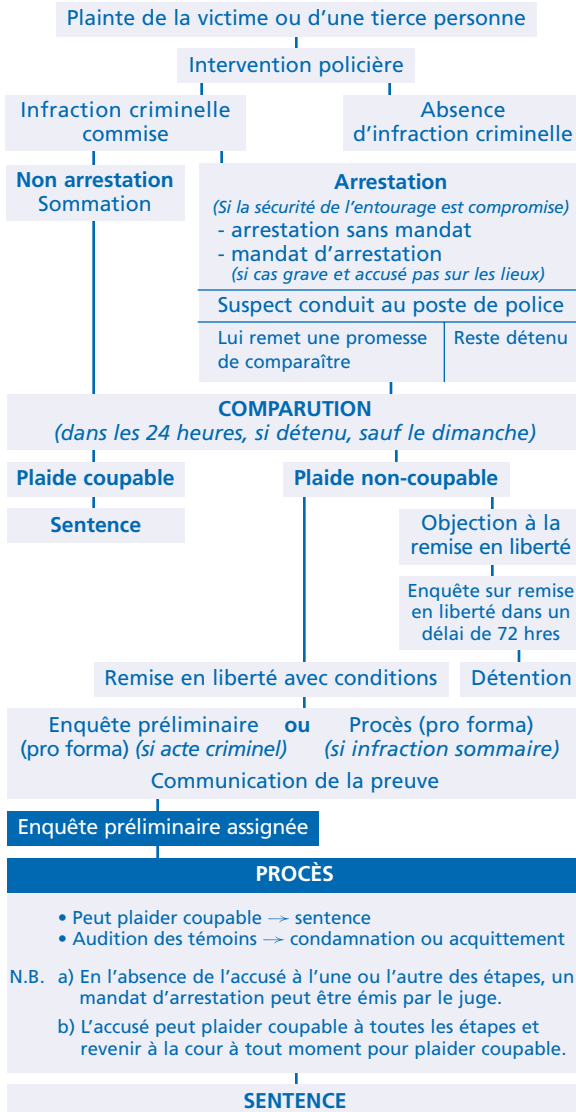 Plainte de la victime ou d'une tierce personne
Intervention policière
Infraction criminelle
commise
Absence
d'infraction criminelle
Non arrestation
Sommation
Arrestation
(Si la sécurité de l'entourage est compromise)
- arrestation sans mandat
- mandat d'arrestation
(si cas grave et accusé pas sur les lieux)
Suspect conduit au poste de police
Lui remet une promesse
de comparaître
Reste détenu
COMPARUTION
(dans les 24 heures, si détenu, sauf le dimanche)
Plaide coupable
Plaide non-coupable
Sentence
Objection à la
remise en liberté
Enquête sur remise
en liberté dans un
délai de 72 hres
Remise en liberté avec conditions
Détention
Enquête préliminaire ou Procès (pro forma)
(pro forma) (si acte criminel) (si infraction sommaire)
Communication de la preuve
Enquête préliminaire assignée
PROCÈS
• Peut plaider coupable → sentence
• Audition des témoins → condamnation ou acquittement
N.B. a) En l'absence de l'accusé à l'une ou l'autre des étapes, un
mandat d'arrestation peut être émis par le juge.
b) L'accusé peut plaider coupable à toutes les étapes et
revenir à la cour à tout moment pour plaider coupable.
SENTENCE